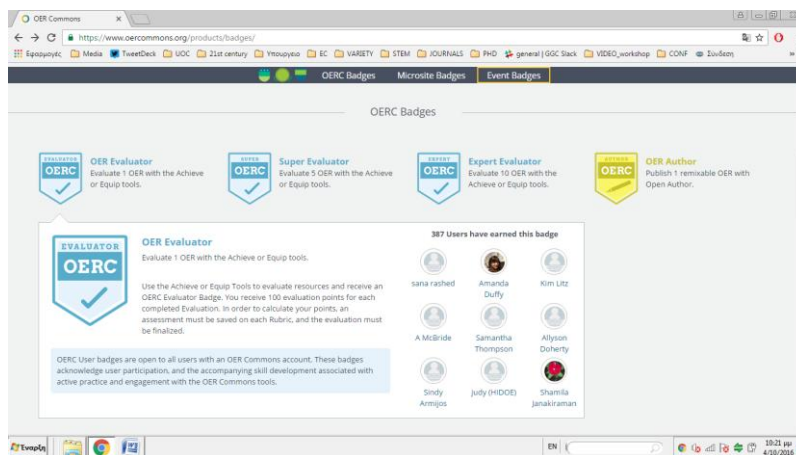 OER Commons
https://www.oercommons.org/products/badges/
Εφαρμογές Media TweetDeck UOC 21st century Υπουργείο EC VARIETY STEM JOURNALS PHD general | GGC Slack VIDEO_workshop CONF Σύνδεση
OERC Badges Microsite Badges Event Badges
OERC Badges
EVALUATOR
OERC
OER Evaluator
Evaluate 1 OER with the Achieve
or Equip tools.
SUPER
OERC
Super Evaluator
Evaluate 5 OER with the Achieve
or Equip tools.
EXPERT
OERC
Expert Evaluator
Evaluate 10 OER with the
Achieve or Equip tools.
AUTHOR
OERC
OER Author
Publish 1 remixable OER with
Open Author.
EVALUATOR
OERC
OER Evaluator
Evaluate 1 OER with the Achieve or Equip tools.
Use the Achieve or Equip Tools to evaluate resources and receive an
OERC Evaluator Badge. You receive 100 evaluation points for each
completed Evaluation. In order to calculate your points, an
assessment must be saved on each Rubric, and the evaluation must
be finalized.
OERC User badges are open to all users with an OER Commons account. These badges
acknowledge user participation, and the accompanying skill development associated with
active practice and engagement with the OER Commons tools.
387 Users have earned this badge
sana rashed
Amanda
Duffy
Kim Litz
A McBride
Samantha
Thompson
Allyson
Doherty
Sindy
Armijos
Judy (HIDOE)
Shamila
Janakiraman
Έναρξη
EN
10:21 μμ
4/10/2016